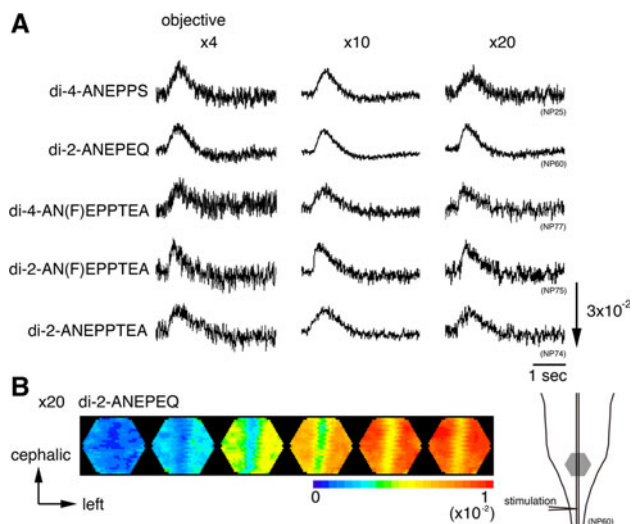 A
objective
x4 x10 x20
di-4-ANEPPS
(NP25)
di-2-ANEPEQ
(NP60)
di-4-AN(F)EPPTEA
(NP77)
di-2-AN(F)EPPTEA
(NP75)
3x10⁻²
di-2-ANEPPTEA
(NP74)
1 sec
B
x20 di-2-ANEPEQ
cephalic
left
0 1
(x10⁻²)
stimulation
(NP60)